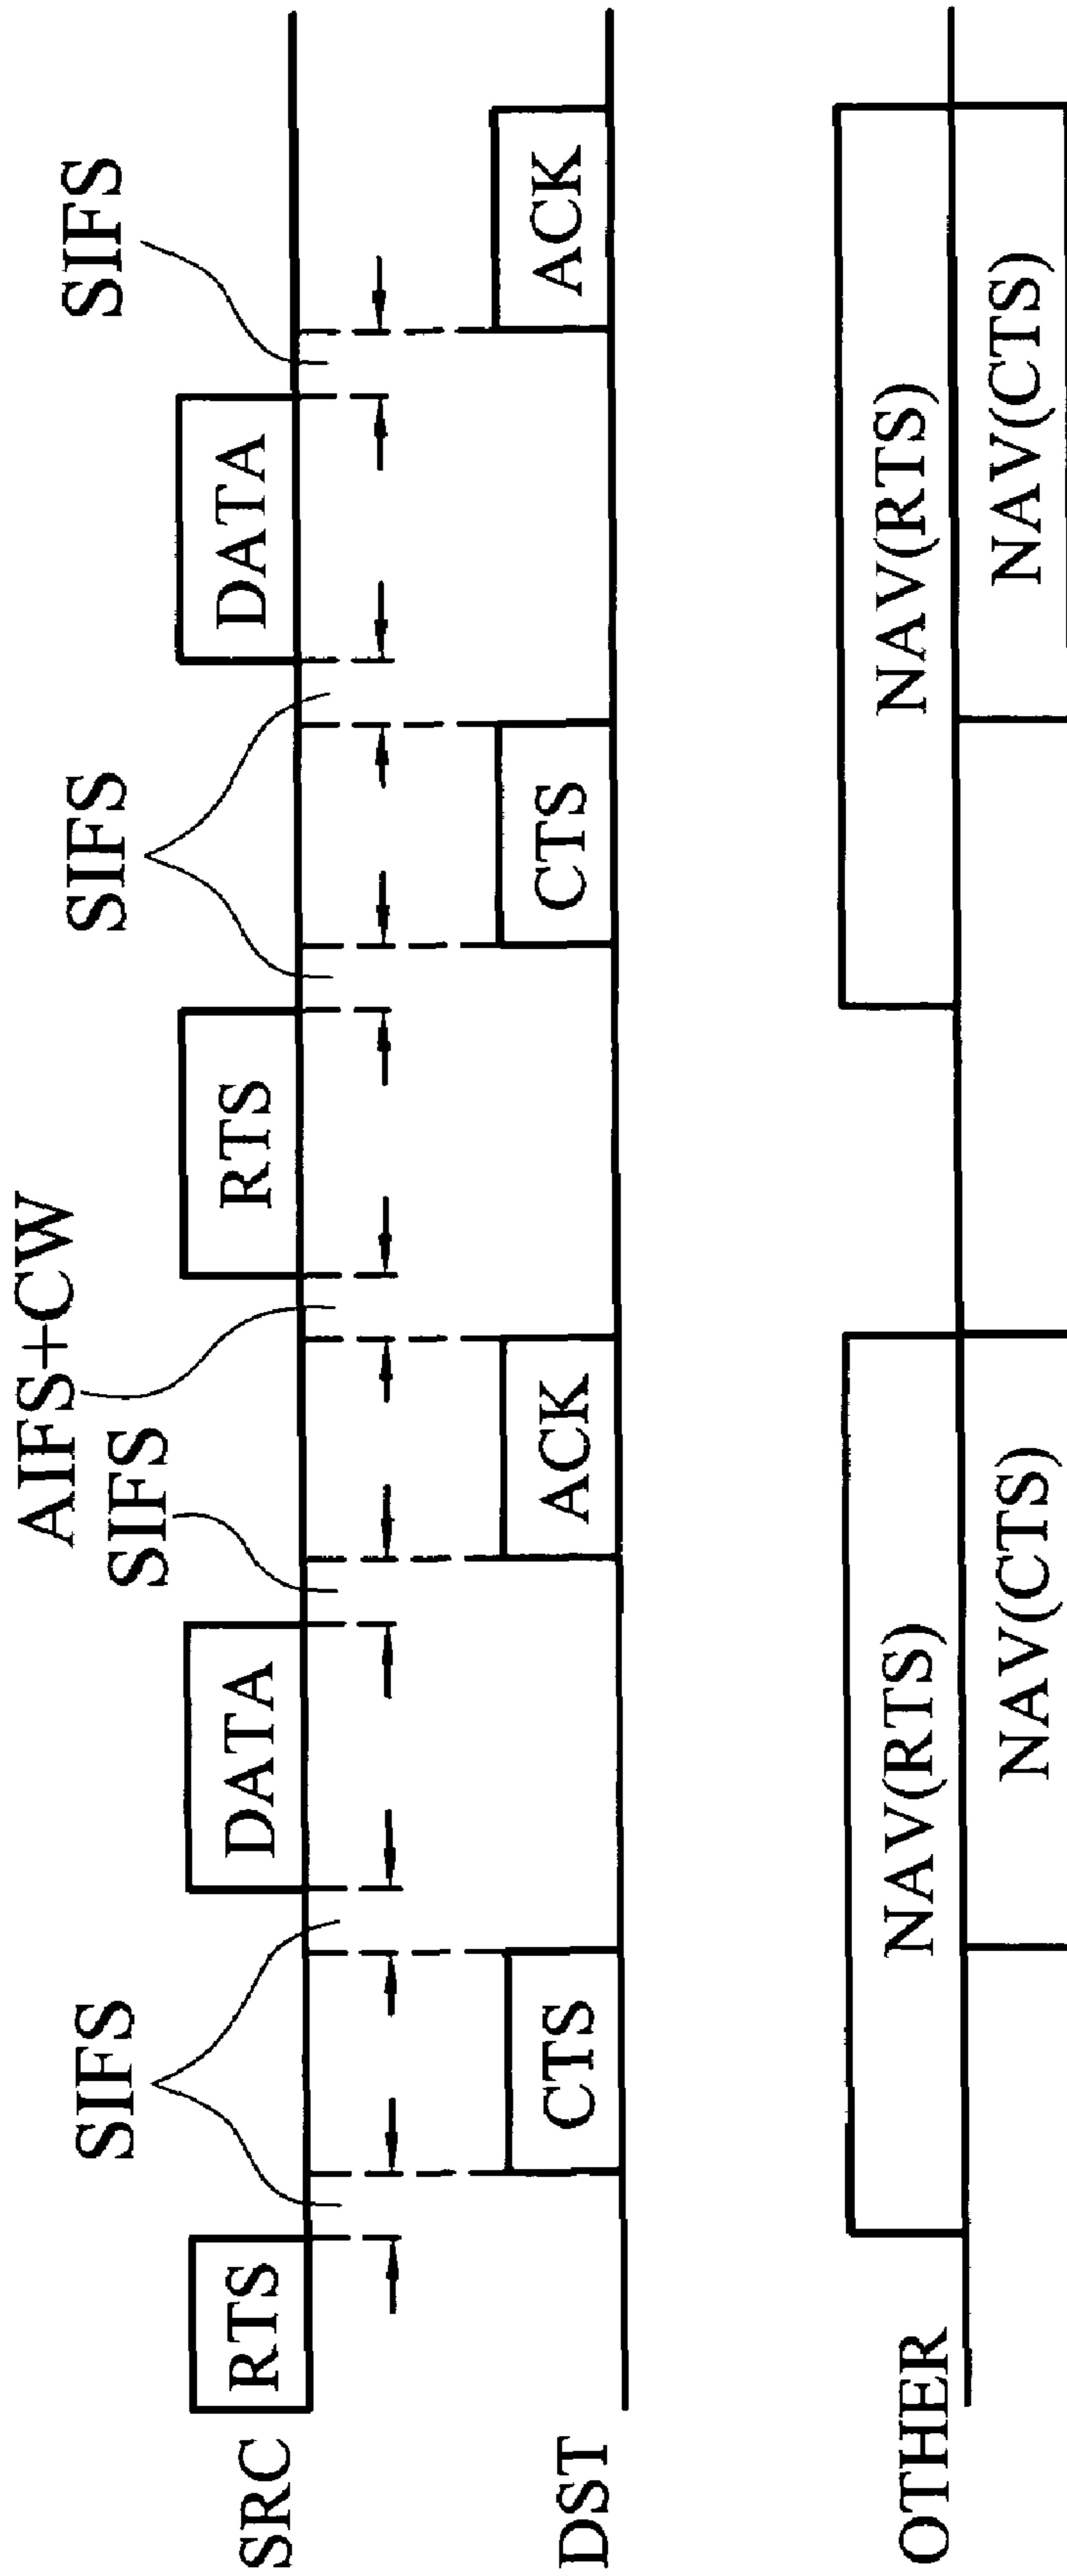 AIFS+CW
SIFS
SIFS
SIFS
SIFS
SRC
RTS
DATA
RTS
DATA
DST
CTS
ACK
CTS
ACK
OTHER
NAV(RTS)
NAV(RTS)
NAV(CTS)
NAV(CTS)